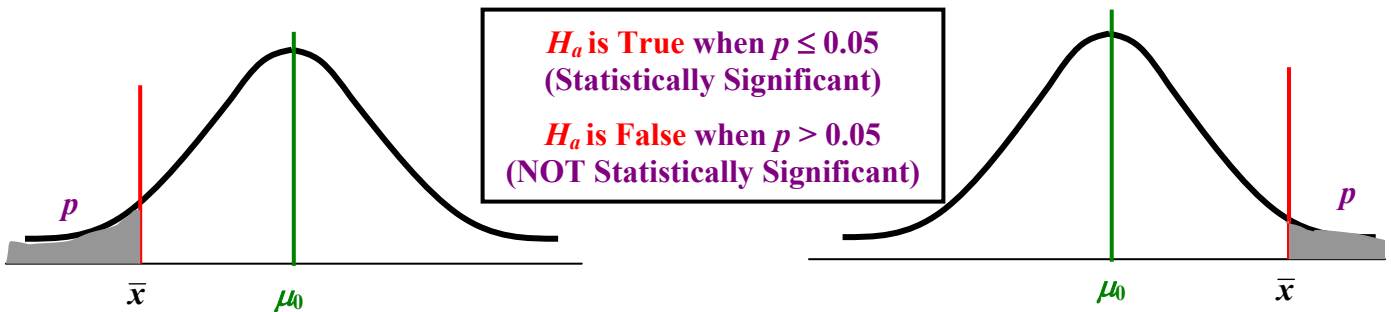 Hₐ is True when p ≤ 0.05
(Statistically Significant)
Hₐ is False when p > 0.05
(NOT Statistically Significant)
p
x̅
μ₀
p
μ₀
x̅